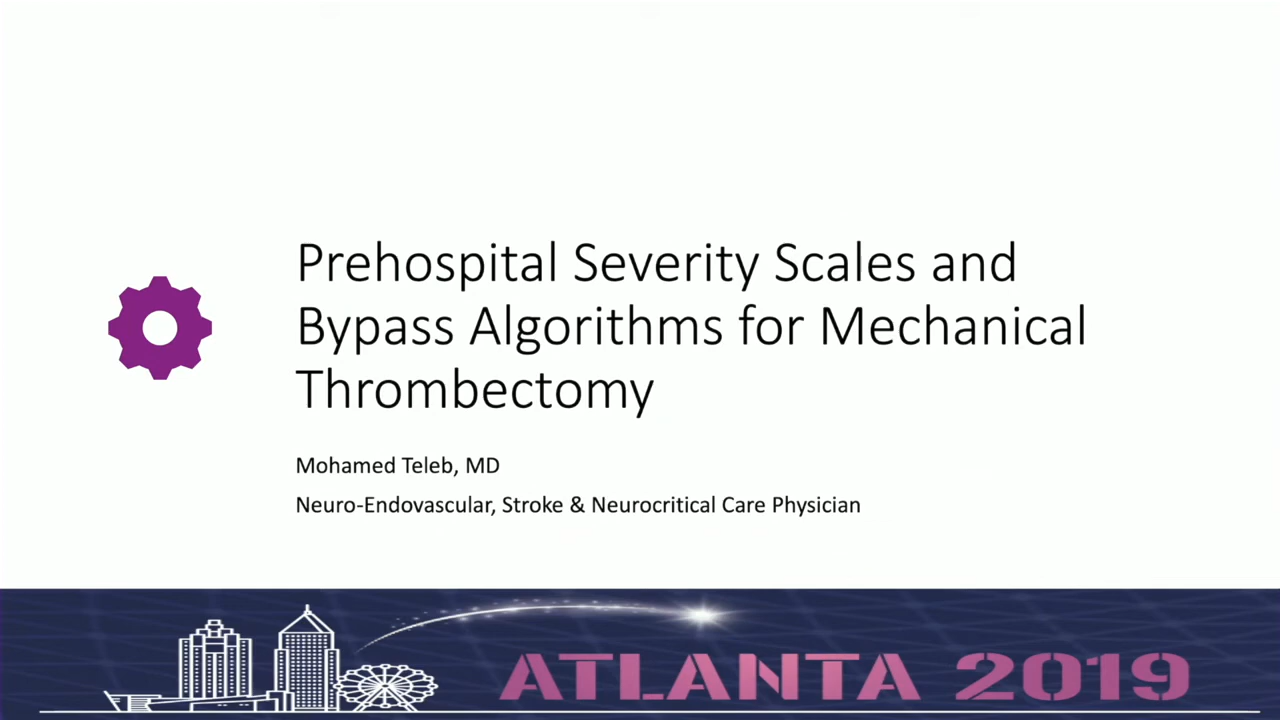 Prehospital Severity Scales and
Bypass Algorithms for Mechanical
Thrombectomy
Mohamed Teleb, MD
Neuro-Endovascular, Stroke & Neurocritical Care Physician
ATLANTA 2019